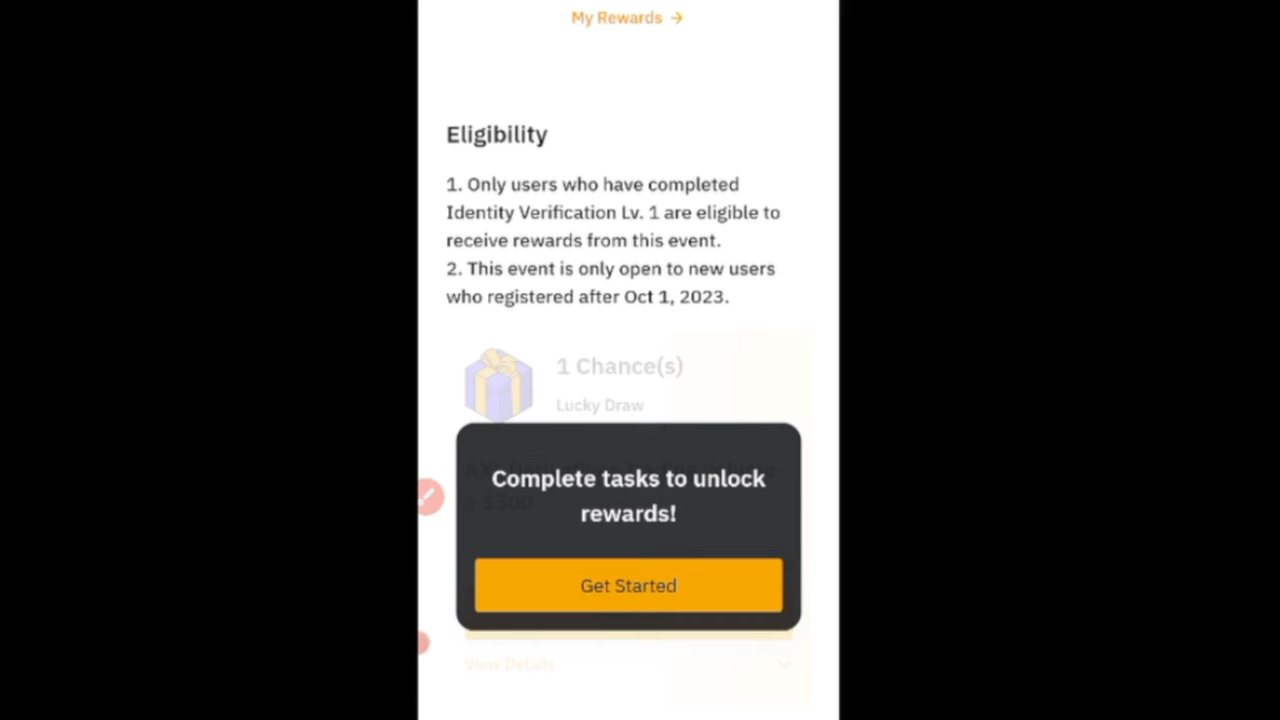 My Rewards →
Eligibility
1. Only users who have completed
Identity Verification Lv. 1 are eligible to
receive rewards from this event.
2. This event is only open to new users
who registered after Oct 1, 2023.
1 Chance(s)
Lucky Draw
Complete tasks to unlock
rewards!
Get Started
View Details